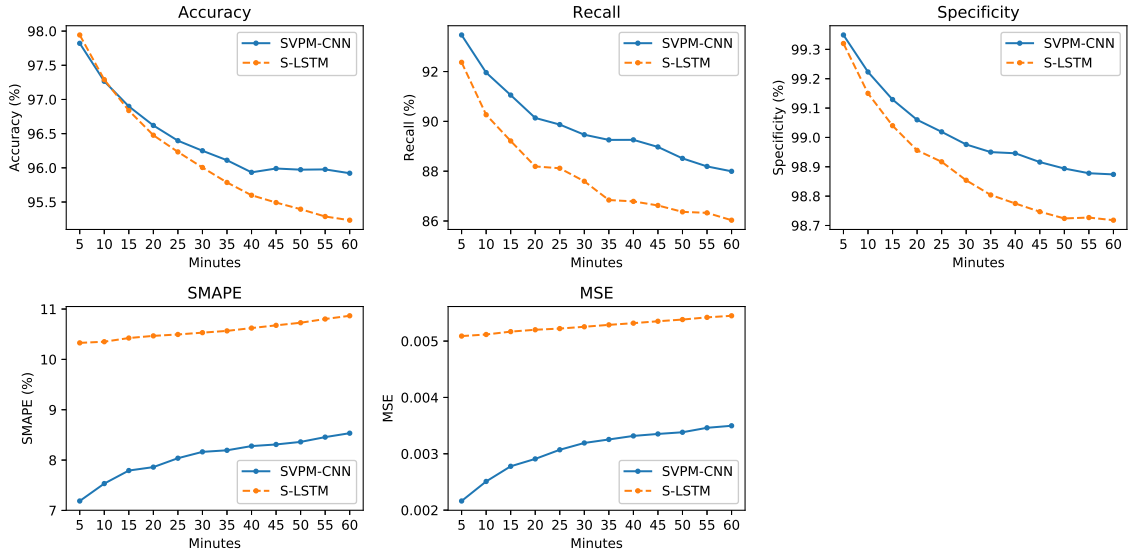 Accuracy
98.0
97.5
97.0
96.5
96.0
95.5
Accuracy (%)
SVPM-CNN
S-LSTM
5 10 15 20 25 30 35 40 45 50 55 60
Minutes
Recall
92
90
88
86
Recall (%)
SVPM-CNN
S-LSTM
5 10 15 20 25 30 35 40 45 50 55 60
Minutes
Specificity
99.3
99.2
99.1
99.0
98.9
98.8
98.7
Specificity (%)
SVPM-CNN
S-LSTM
5 10 15 20 25 30 35 40 45 50 55 60
Minutes
SMAPE
11
10
9
8
7
SMAPE (%)
SVPM-CNN
S-LSTM
5 10 15 20 25 30 35 40 45 50 55 60
Minutes
MSE
0.005
0.004
0.003
0.002
MSE
SVPM-CNN
S-LSTM
5 10 15 20 25 30 35 40 45 50 55 60
Minutes